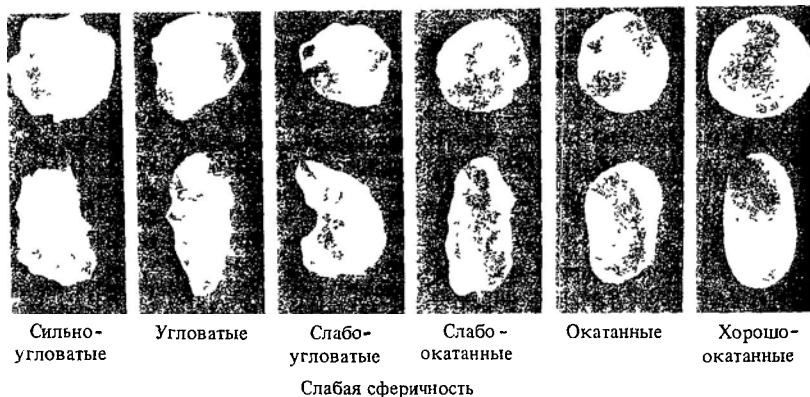 Сильно-
угловатые
Угловатые
Слабо-
угловатые
Слабо-
окатанные
Окатанные
Хорошо-
окатанные
Слабая сферичность